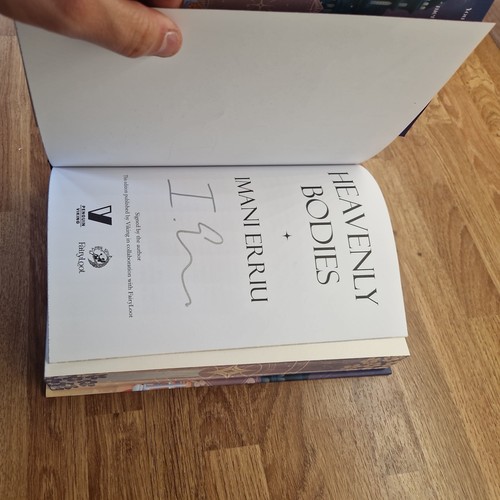 HEAVENLY
BODIES
IMANI ERRIU
I. E
Signed by the author
This edition published by Viking in collaboration with FairyLoot
PENGUIN
VIKING
FairyLoot